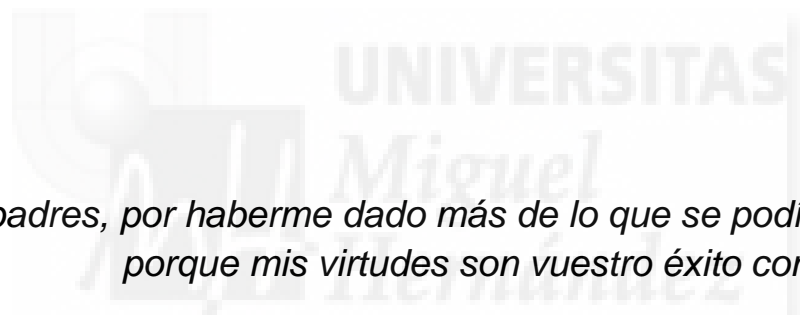 UNIVERSITAS
Miguel
padres, por haberme dado más de lo que se
porque mis virtudes son vuestro éxito
Hernández